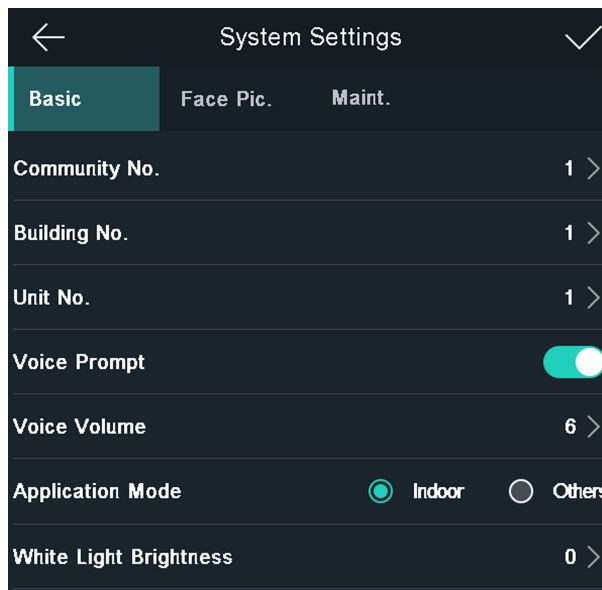 System Settings
Basic Face Pic. Maint.
Community No. 1
Building No. 1
Unit No. 1
Voice Prompt
Voice Volume 6
Application Mode Indoor Others
White Light Brightness 0